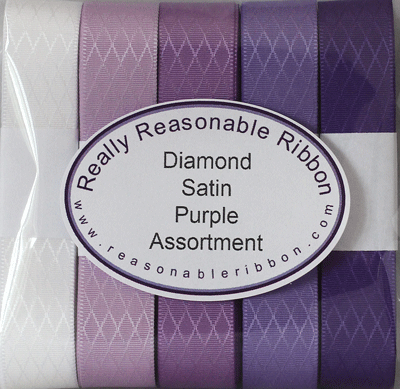 Really Reasonable Ribbon
Diamond
Satin
Purple
Assortment
www.reasonableribbon.com